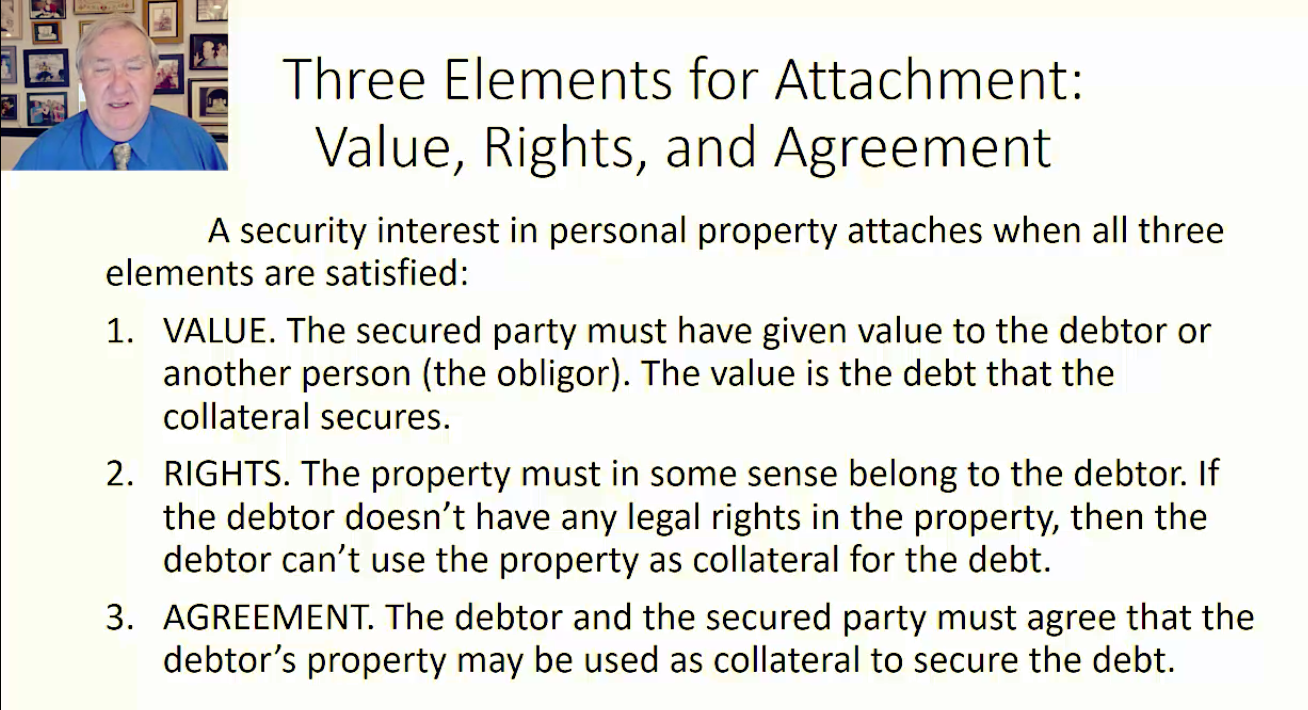 Three Elements for Attachment:
Value, Rights, and Agreement
A security interest in personal property attaches when all three
elements are satisfied:
1. VALUE. The secured party must have given value to the debtor or
another person (the obligor). The value is the debt that the
collateral secures.
2. RIGHTS. The property must in some sense belong to the debtor. If
the debtor doesn’t have any legal rights in the property, then the
debtor can’t use the property as collateral for the debt.
3. AGREEMENT. The debtor and the secured party must agree that the
debtor’s property may be used as collateral to secure the debt.